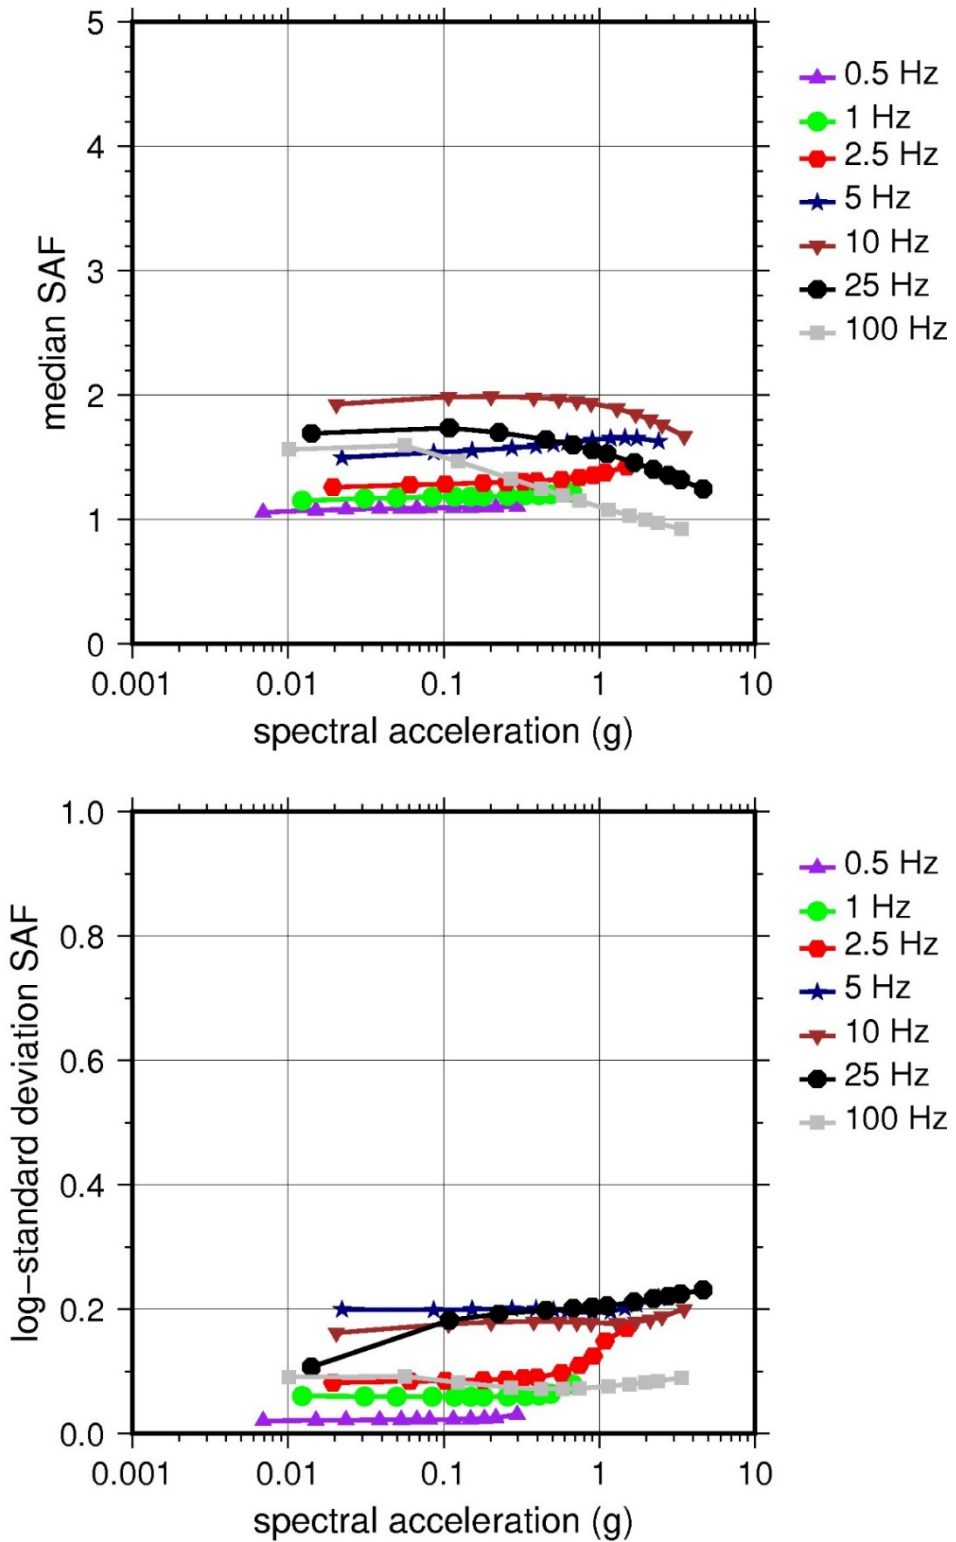 5
4
3
2
1
0
median SAF
0.001 0.01 0.1 1 10
spectral acceleration (g)
0.5 Hz
1 Hz
2.5 Hz
5 Hz
10 Hz
25 Hz
100 Hz
1.0
0.8
0.6
0.4
0.2
0.0
log-standard deviation SAF
0.001 0.01 0.1 1 10
spectral acceleration (g)
0.5 Hz
1 Hz
2.5 Hz
5 Hz
10 Hz
25 Hz
100 Hz